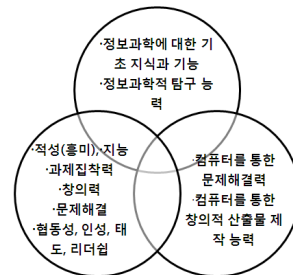 ·정보과학에 대한 기
초 지식과 기능
·정보과학적 탐구 능
력
·적성(흥미),·지능
·과제집착력
·창의력
·문제해결
·협동성, 인성, 태
도, 리더쉽
·컴퓨터를 통한
문제해결력
·컴퓨터를 통한
창의적 산출물 제
작 능력